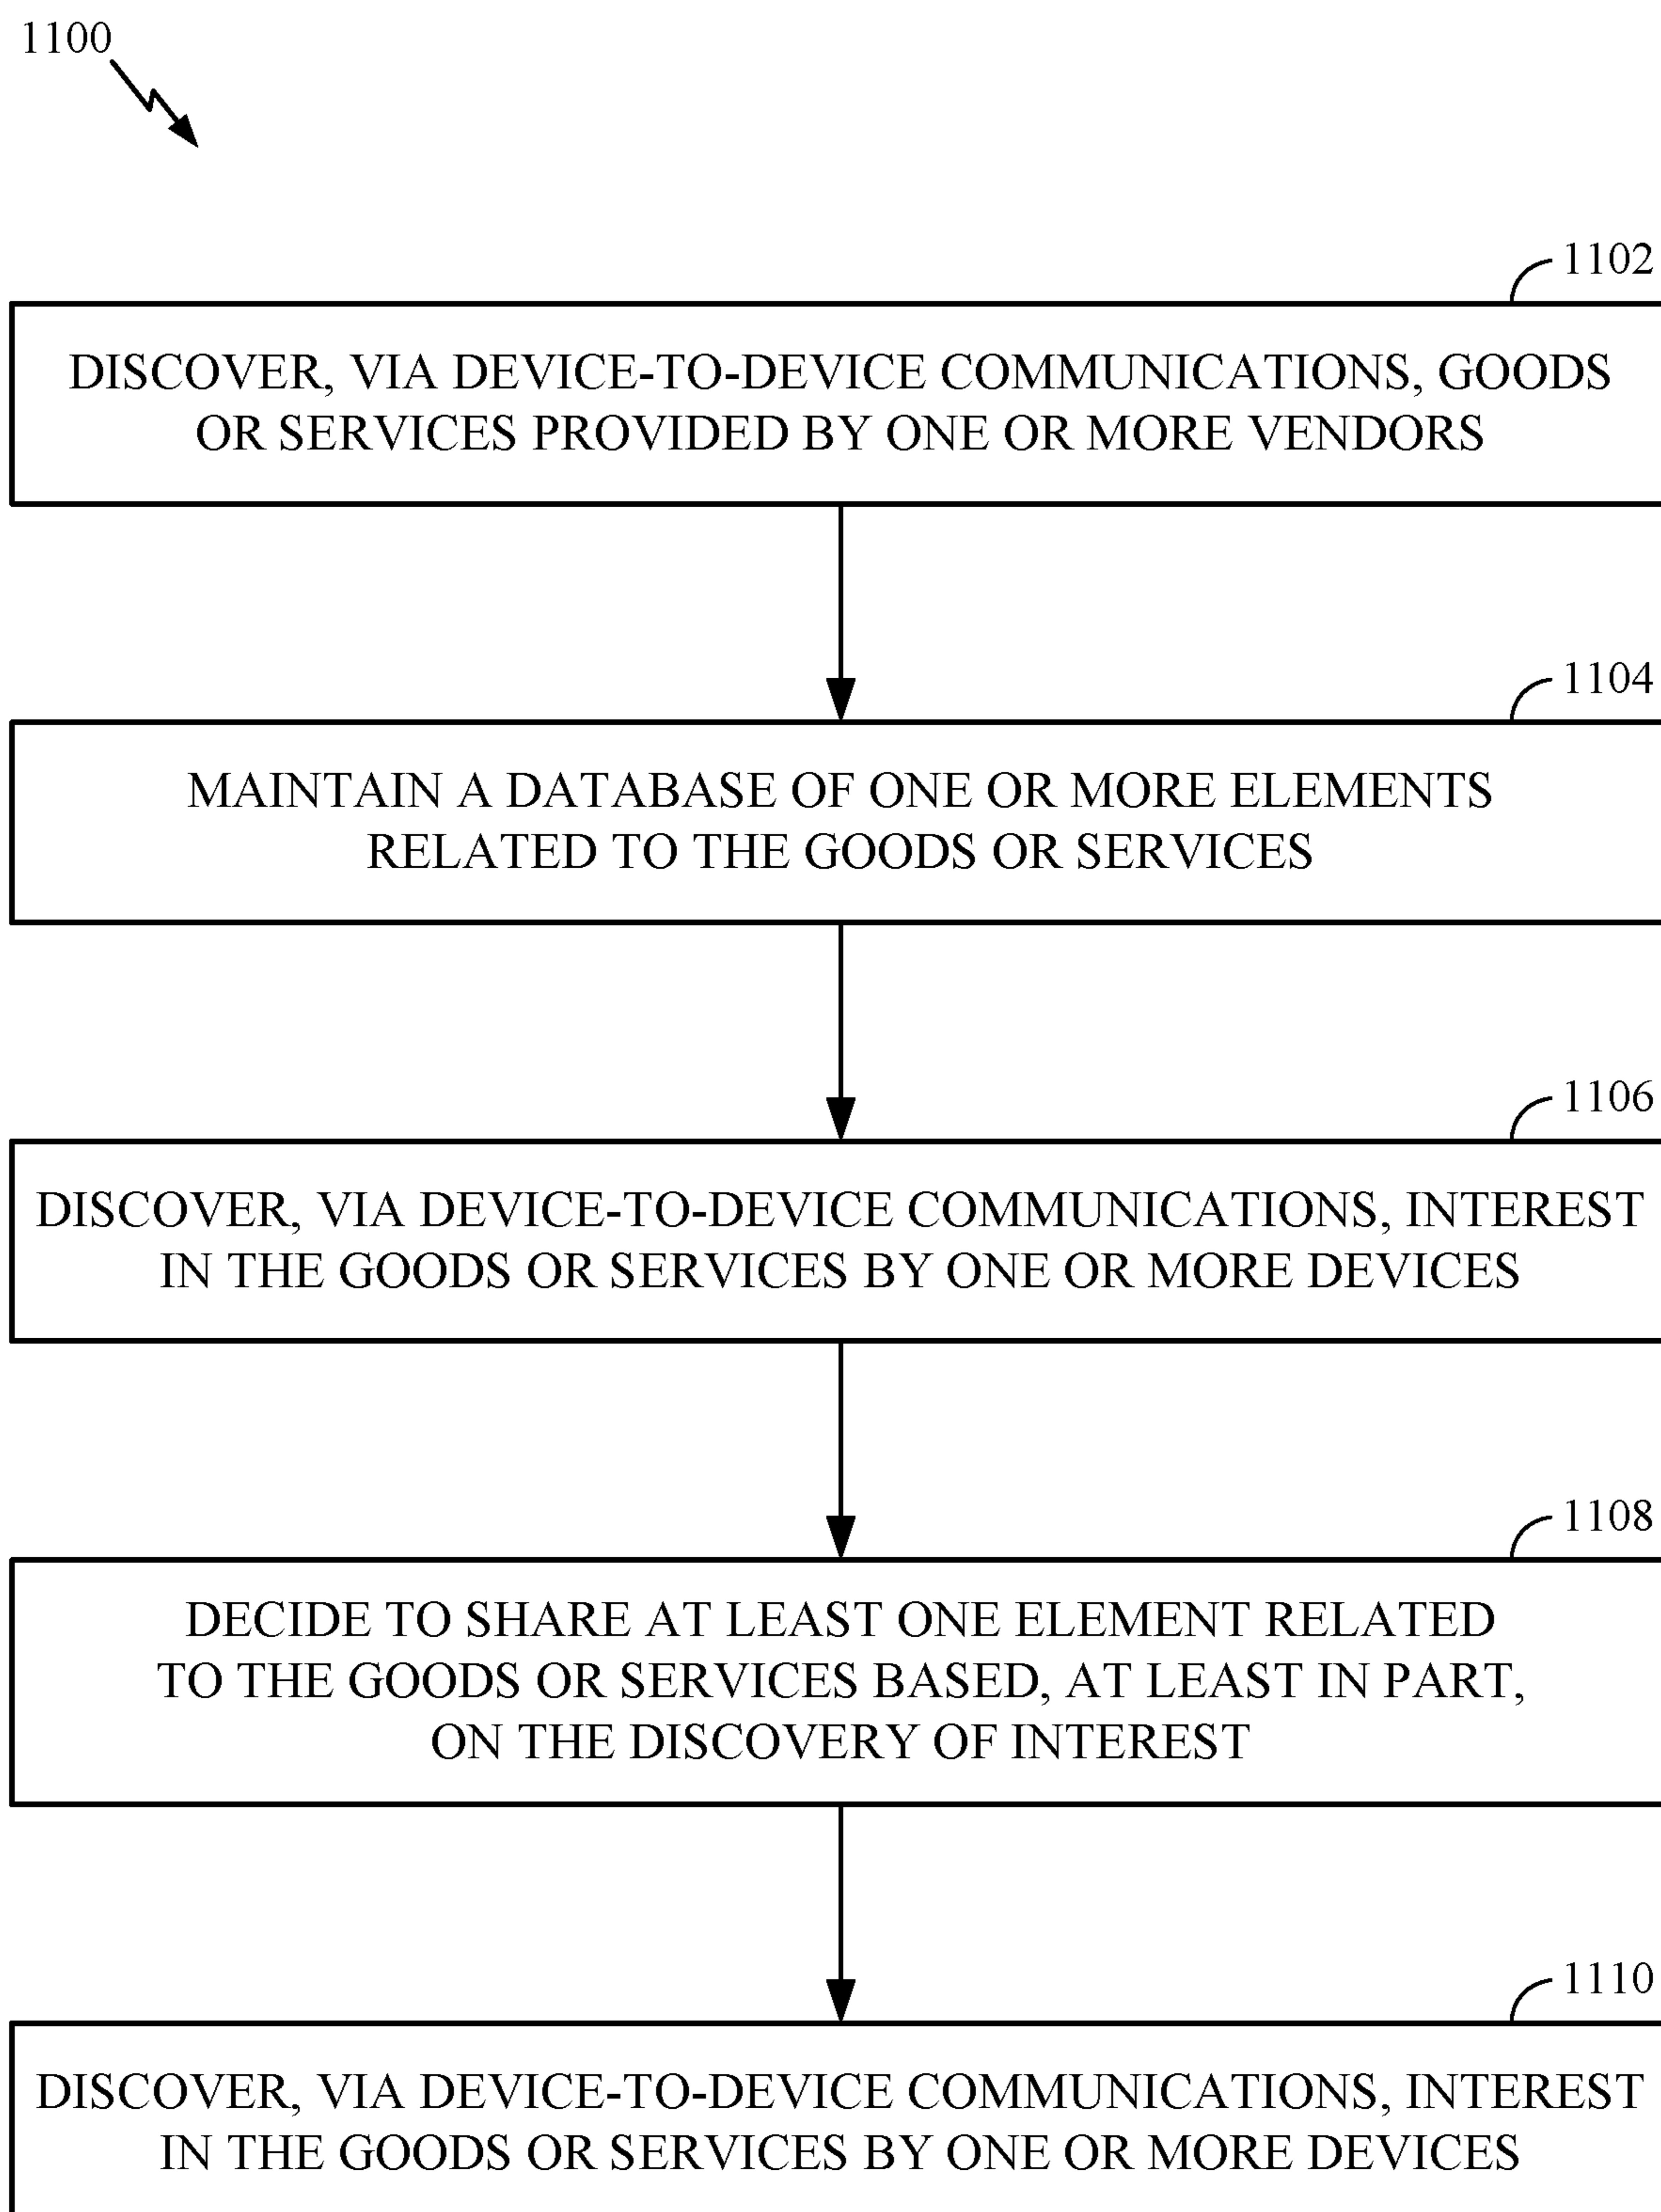 1100
1102
DISCOVER, VIA DEVICE-TO-DEVICE COMMUNICATIONS, GOODS
OR SERVICES PROVIDED BY ONE OR MORE VENDORS
1104
MAINTAIN A DATABASE OF ONE OR MORE ELEMENTS
RELATED TO THE GOODS OR SERVICES
1106
DISCOVER, VIA DEVICE-TO-DEVICE COMMUNICATIONS, INTEREST
IN THE GOODS OR SERVICES BY ONE OR MORE DEVICES
1108
DECIDE TO SHARE AT LEAST ONE ELEMENT RELATED
TO THE GOODS OR SERVICES BASED, AT LEAST IN PART,
ON THE DISCOVERY OF INTEREST
1110
DISCOVER, VIA DEVICE-TO-DEVICE COMMUNICATIONS, INTEREST
IN THE GOODS OR SERVICES BY ONE OR MORE DEVICES